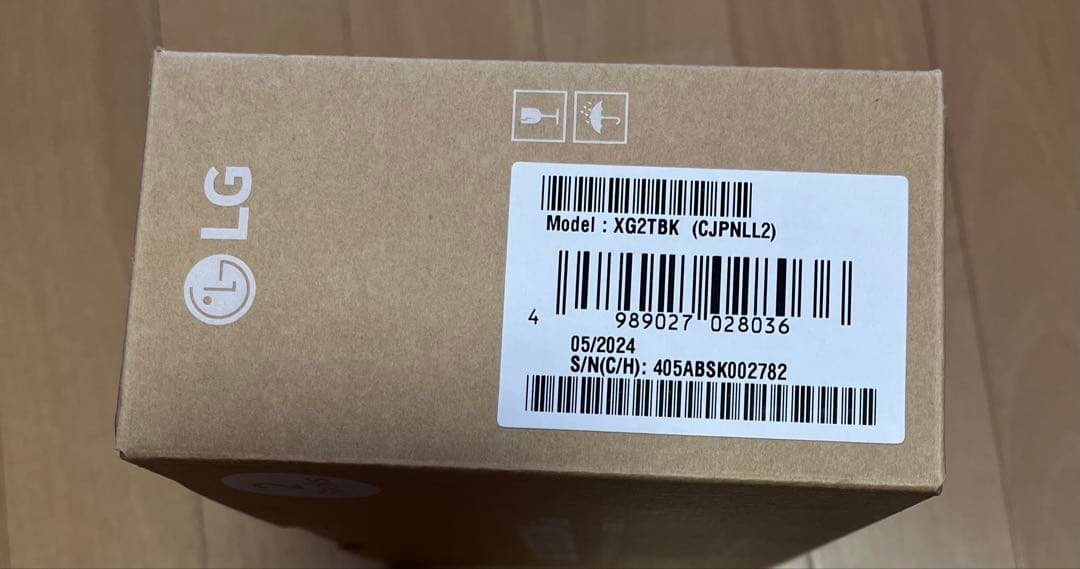 LG
Model : XG2TBK (CJPNLL2)
4 989027 028036
05/2024
S/N(C/H): 405ABSK002782